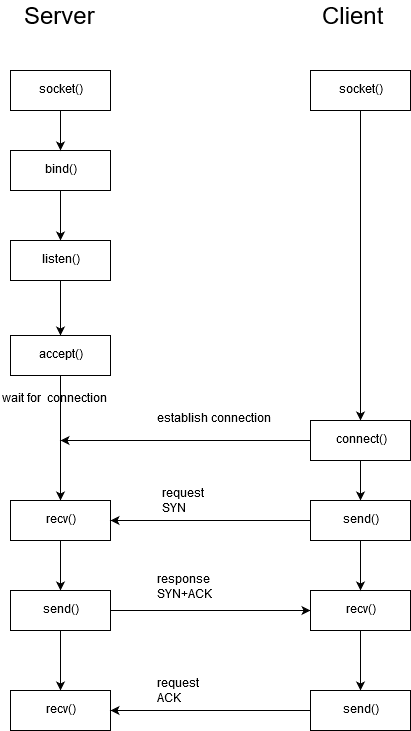 Server
Client
socket()
socket()
bind()
listen()
accept()
wait for  connection
establish connection
connect()
request
SYN
recv()
send()
response
SYN+ACK
send()
recv()
request
ACK
recv()
send()